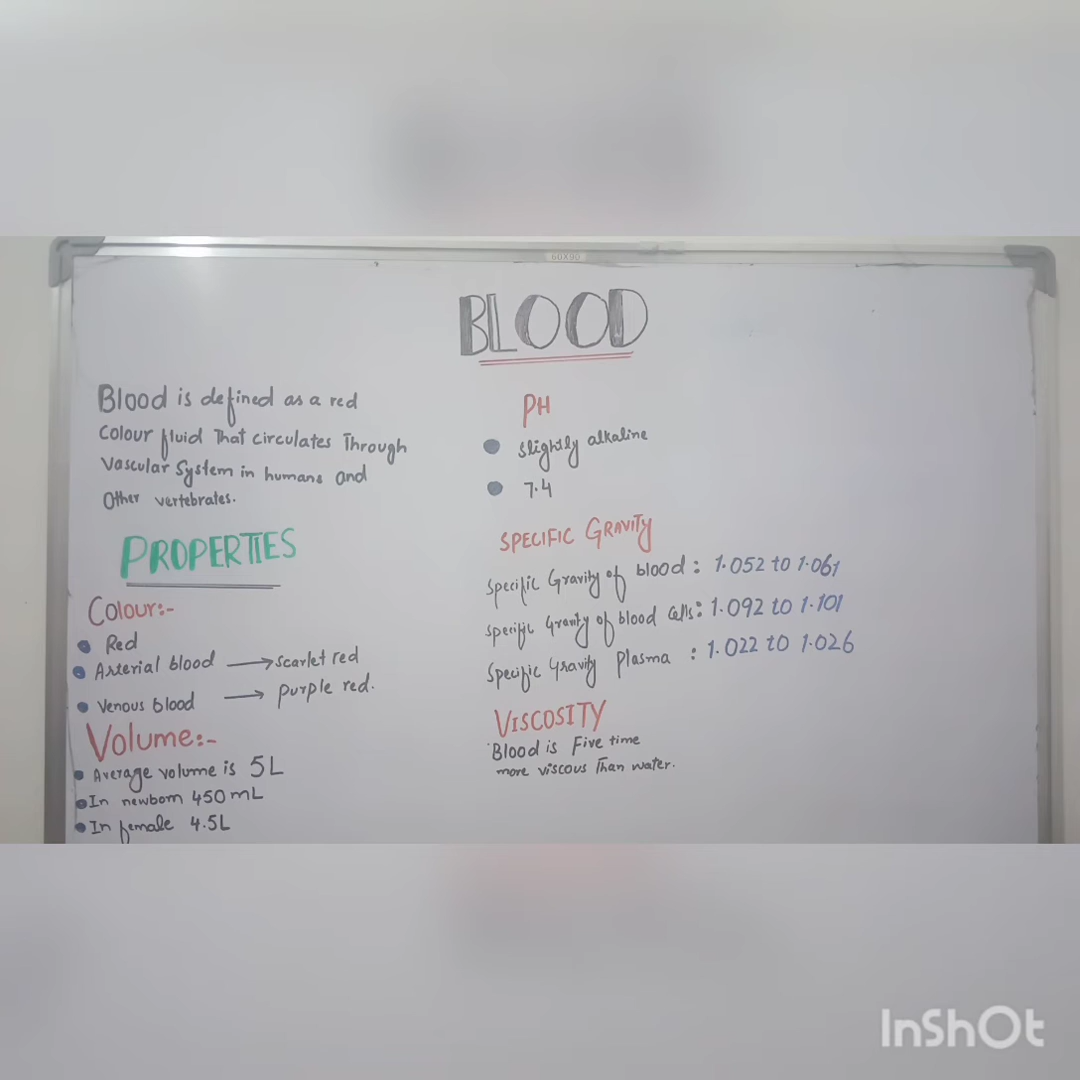 60X90
BLOOD
Blood is defined as a red
colour fluid That circulates Through
Vascular System in humans and
Other vertebrates.
PROPERTIES
Colour:-
Red
Arterial blood → scarlet red
Venous blood → purple red.
Volume:-
Average volume is 5L
In newborn 450 mL
In female 4.5L
PH
Slightly alkaline
7.4
SPECIFIC GRAVITY
Specific Gravity of blood : 1.052 to 1.061
Specific Gravity of blood cells : 1.092 to 1.101
Specific Gravity Plasma : 1.022 to 1.026
VISCOSITY
Blood is Five time
more viscous Than water.
InShOt